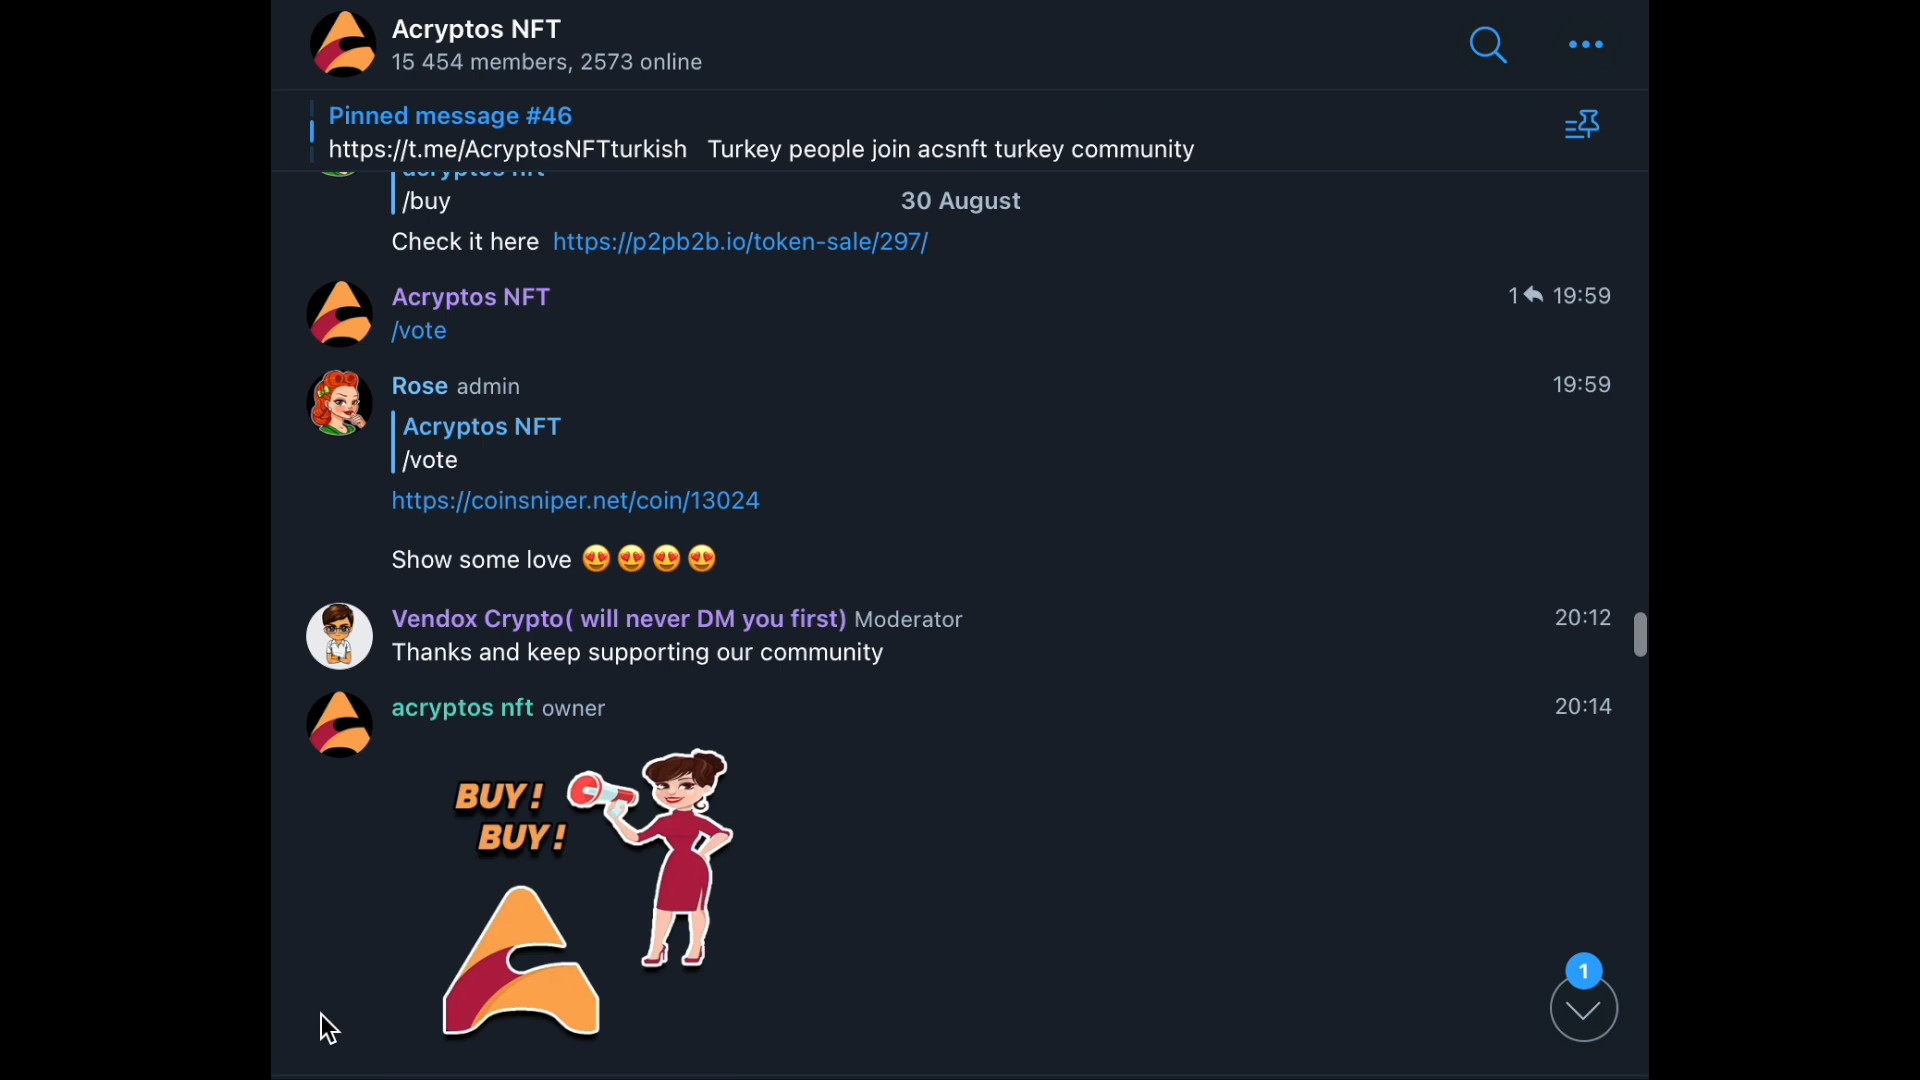 Acryptos NFT
15 454 members, 2573 online
Pinned message #46
https://t.me/AcryptosNFTturkish Turkey people join acsnft turkey community
acryptos nft
/buy
30 August
Check it here https://p2pb2b.io/token-sale/297/
Acryptos NFT
1 19:59
/vote
Rose admin
19:59
Acryptos NFT
/vote
https://coinsniper.net/coin/13024
Show some love 😍 😍 😍 😍
Vendox Crypto( will never DM you first) Moderator
20:12
Thanks and keep supporting our community
acryptos nft owner
20:14
BUY!
BUY!
1